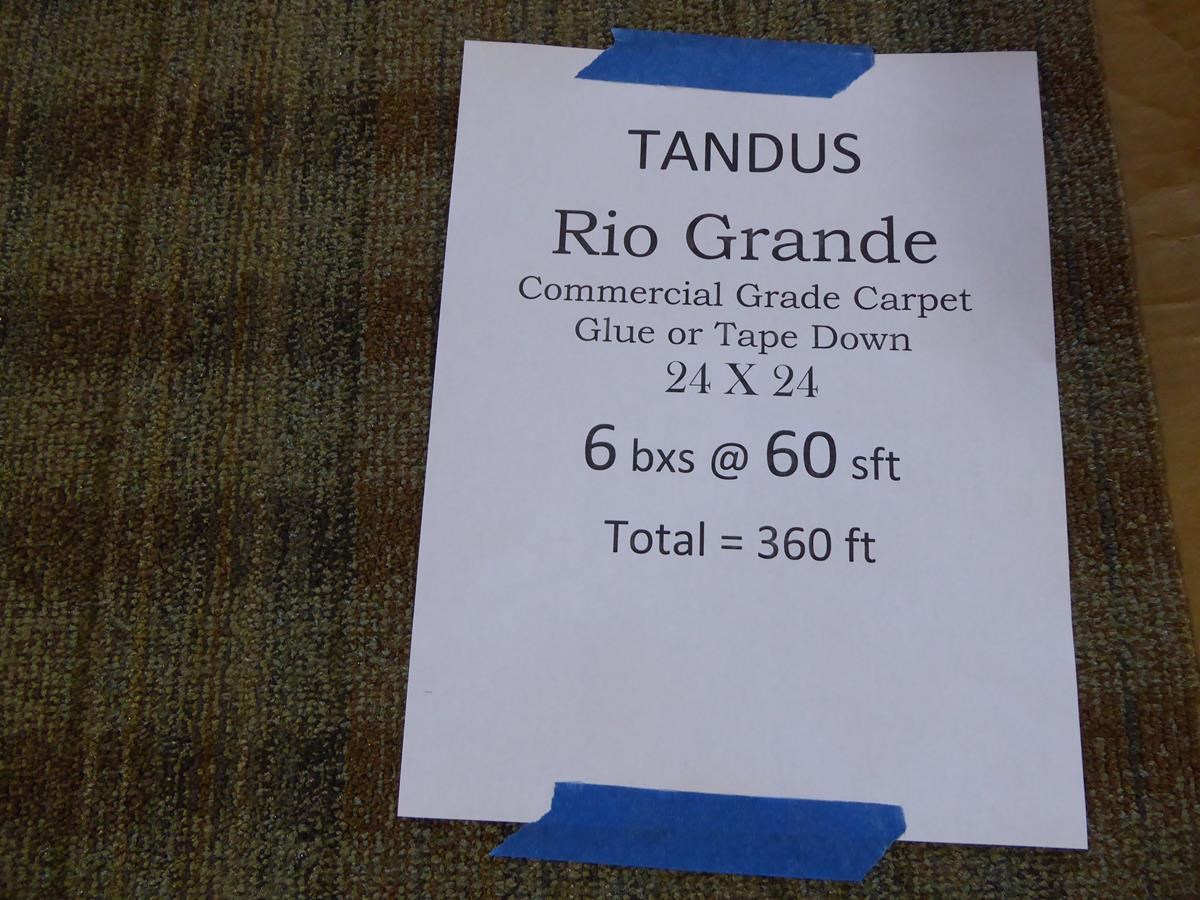 TANDUS
Rio Grande
Commercial Grade Carpet
Glue or Tape Down
24 X 24
6 bxs @ 60 sft
Total = 360 ft